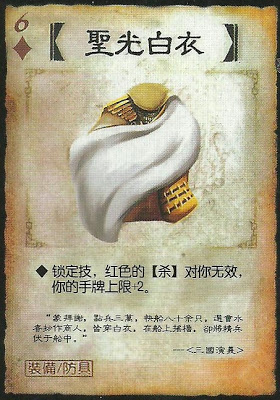 6
聖光白衣
◆ 锁定技，红色的【杀】对你无效，
你的手牌上限+2。
"蒙拜謝，點兵三萬，快船八十余只，選會水
者扮作商人，皆穿白衣，在船上搖櫓，卻將精兵
伏于船中。"
──<三國演義>
裝備/防具